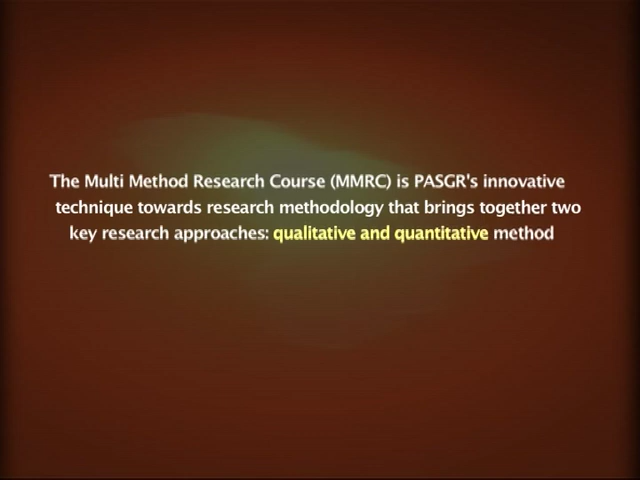 The Multi Method Research Course (MMRC) is PASGR's innovative
technique towards research methodology that brings together two
key research approaches: qualitative and quantitative method